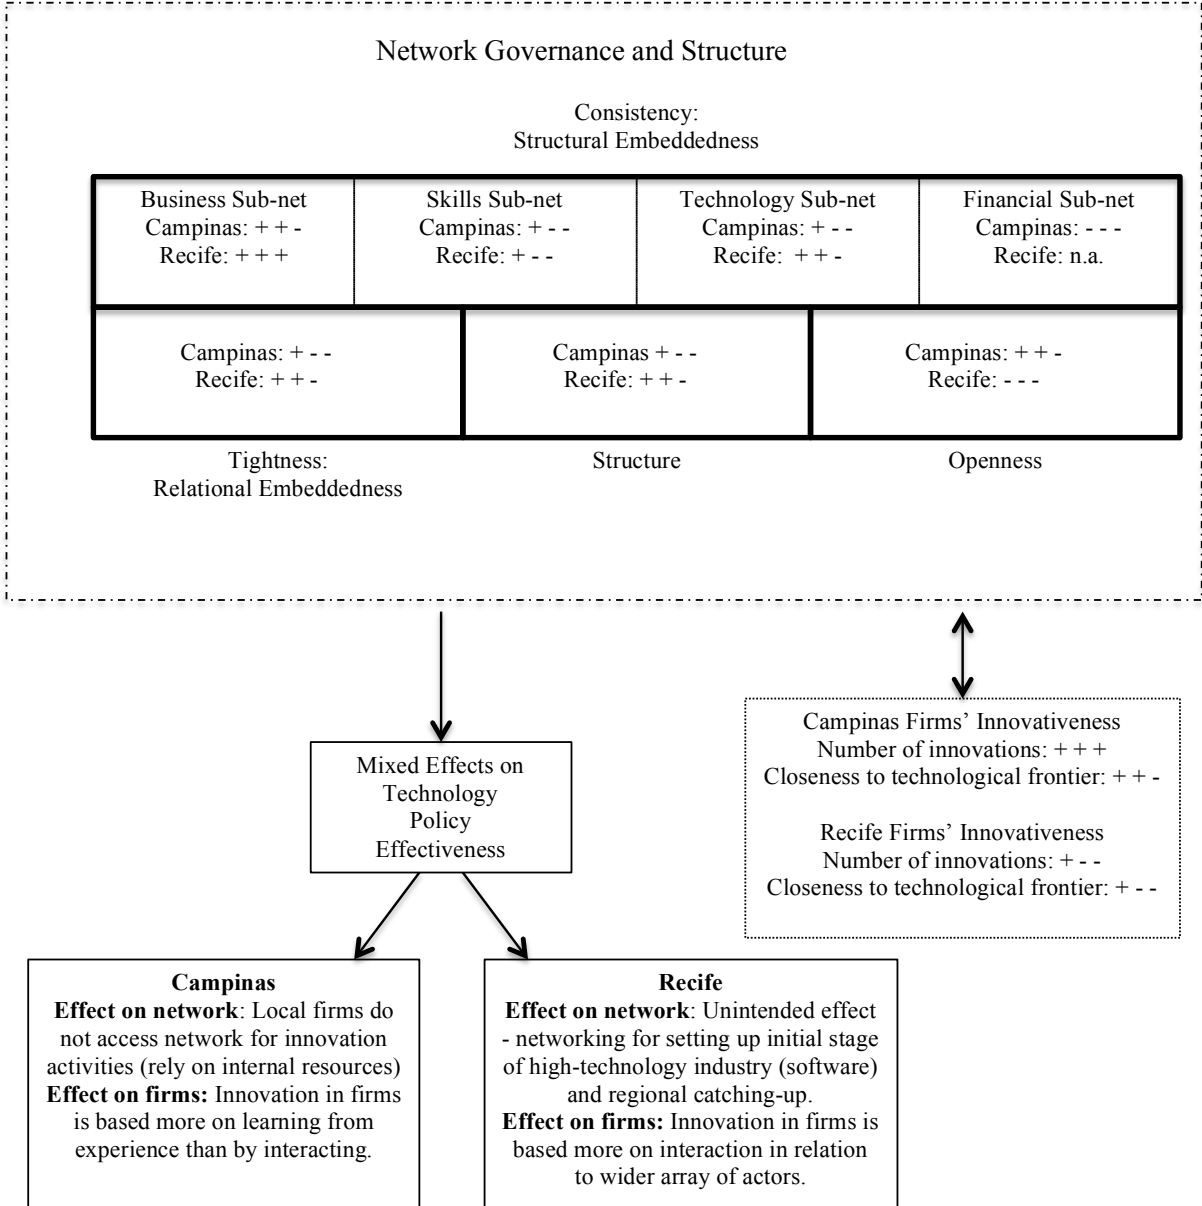 Network Governance and Structure
Consistency:
Structural Embeddedness
Business Sub-net
Campinas: + + -
Recife: + + +
Skills Sub-net
Campinas: + - -
Recife: + - -
Technology Sub-net
Campinas: + - -
Recife: + + -
Financial Sub-net
Campinas: - - -
Recife: n.a.
Campinas: + - -
Recife: + + -
Campinas + - -
Recife: + + -
Campinas: + + -
Recife: - - -
Tightness:
Relational Embeddedness
Structure
Openness
Mixed Effects on
Technology
Policy
Effectiveness
Campinas Firms’ Innovativeness
Number of innovations: + + +
Closeness to technological frontier: + + -
Recife Firms’ Innovativeness
Number of innovations: + - -
Closeness to technological frontier: + - -
Campinas
Effect on network: Local firms do
not access network for innovation
activities (rely on internal resources)
Effect on firms: Innovation in firms
is based more on learning from
experience than by interacting.
Recife
Effect on network: Unintended effect
- networking for setting up initial stage
of high-technology industry (software)
and regional catching-up.
Effect on firms: Innovation in firms is
based more on interaction in relation
to wider array of actors.